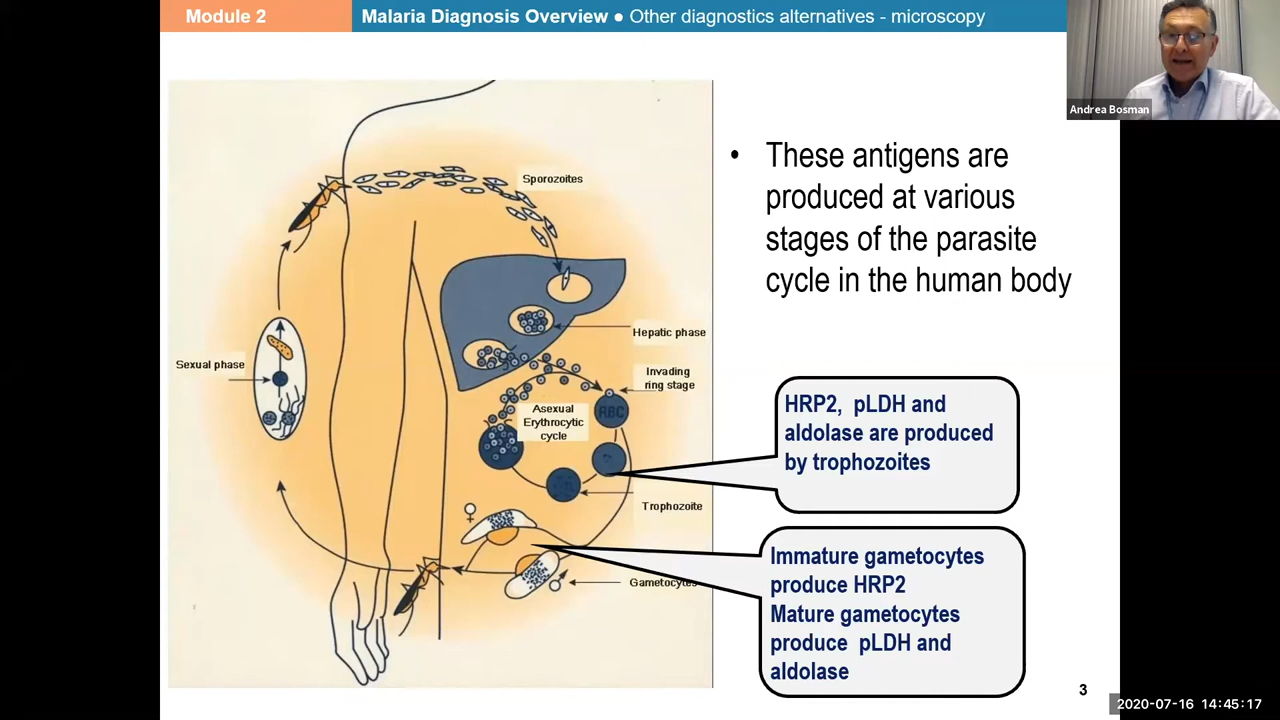 Module 2
Malaria Diagnosis Overview ● Other diagnostics alternatives - microscopy
Andrea Bosman
Sporozoites
Hepatic phase
Sexual phase
Invading
ring stage
RBC
Asexual
Erythrocytic
cycle
Trophozoite
♀
Gametocytes
♂
• These antigens are
produced at various
stages of the parasite
cycle in the human body
HRP2, pLDH and
aldolase are produced
by trophozoites
Immature gametocytes
produce HRP2
Mature gametocytes
produce pLDH and
aldolase
3
2020-07-16 14:45:17